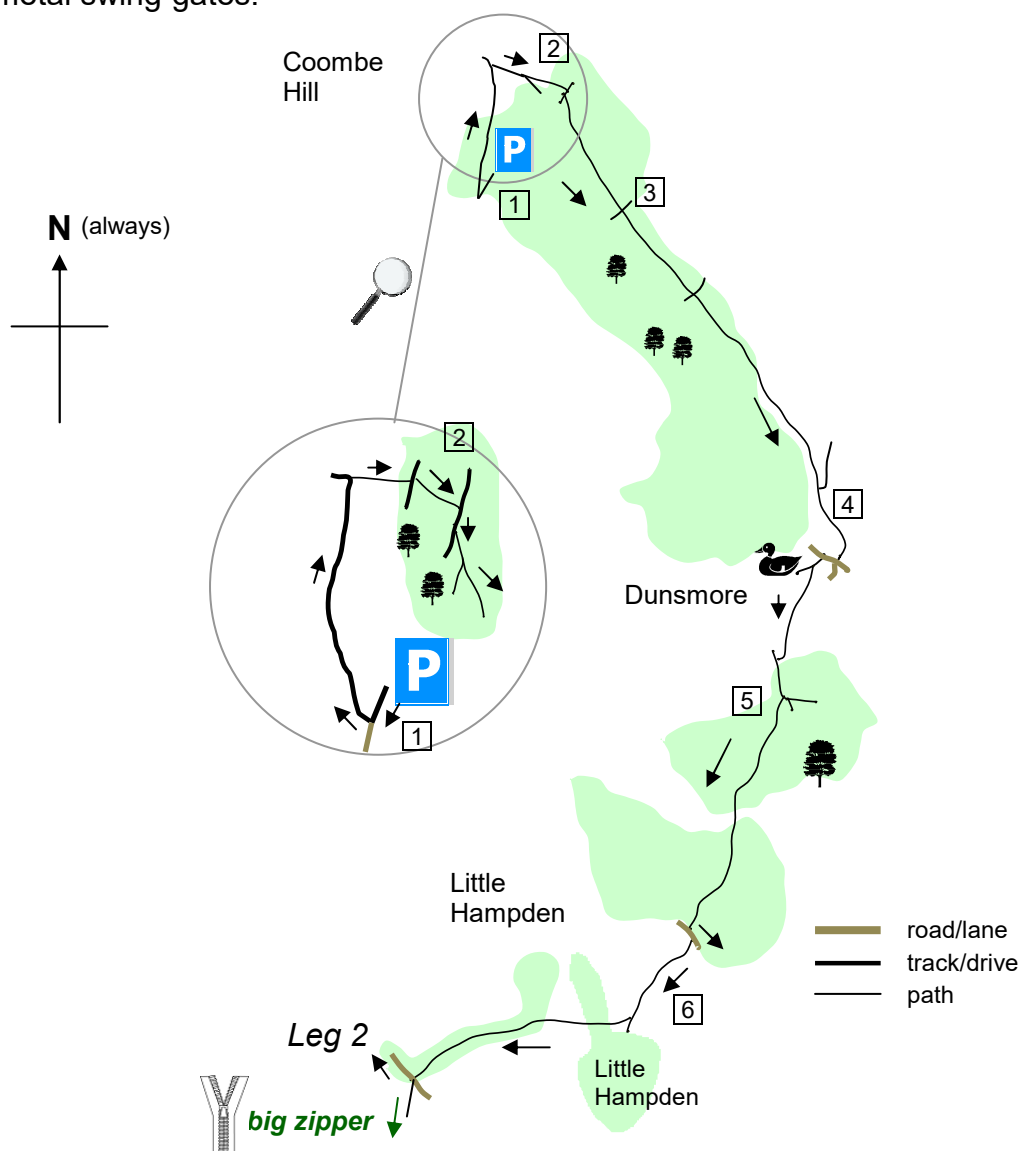 metal swing gates.
Coombe
Hill
2
P
1
3
N (always)
2
4
Dunsmore
P
1
5
Little
Hampden
road/lane
track/drive
path
6
Leg 2
Little
Hampden
big zipper